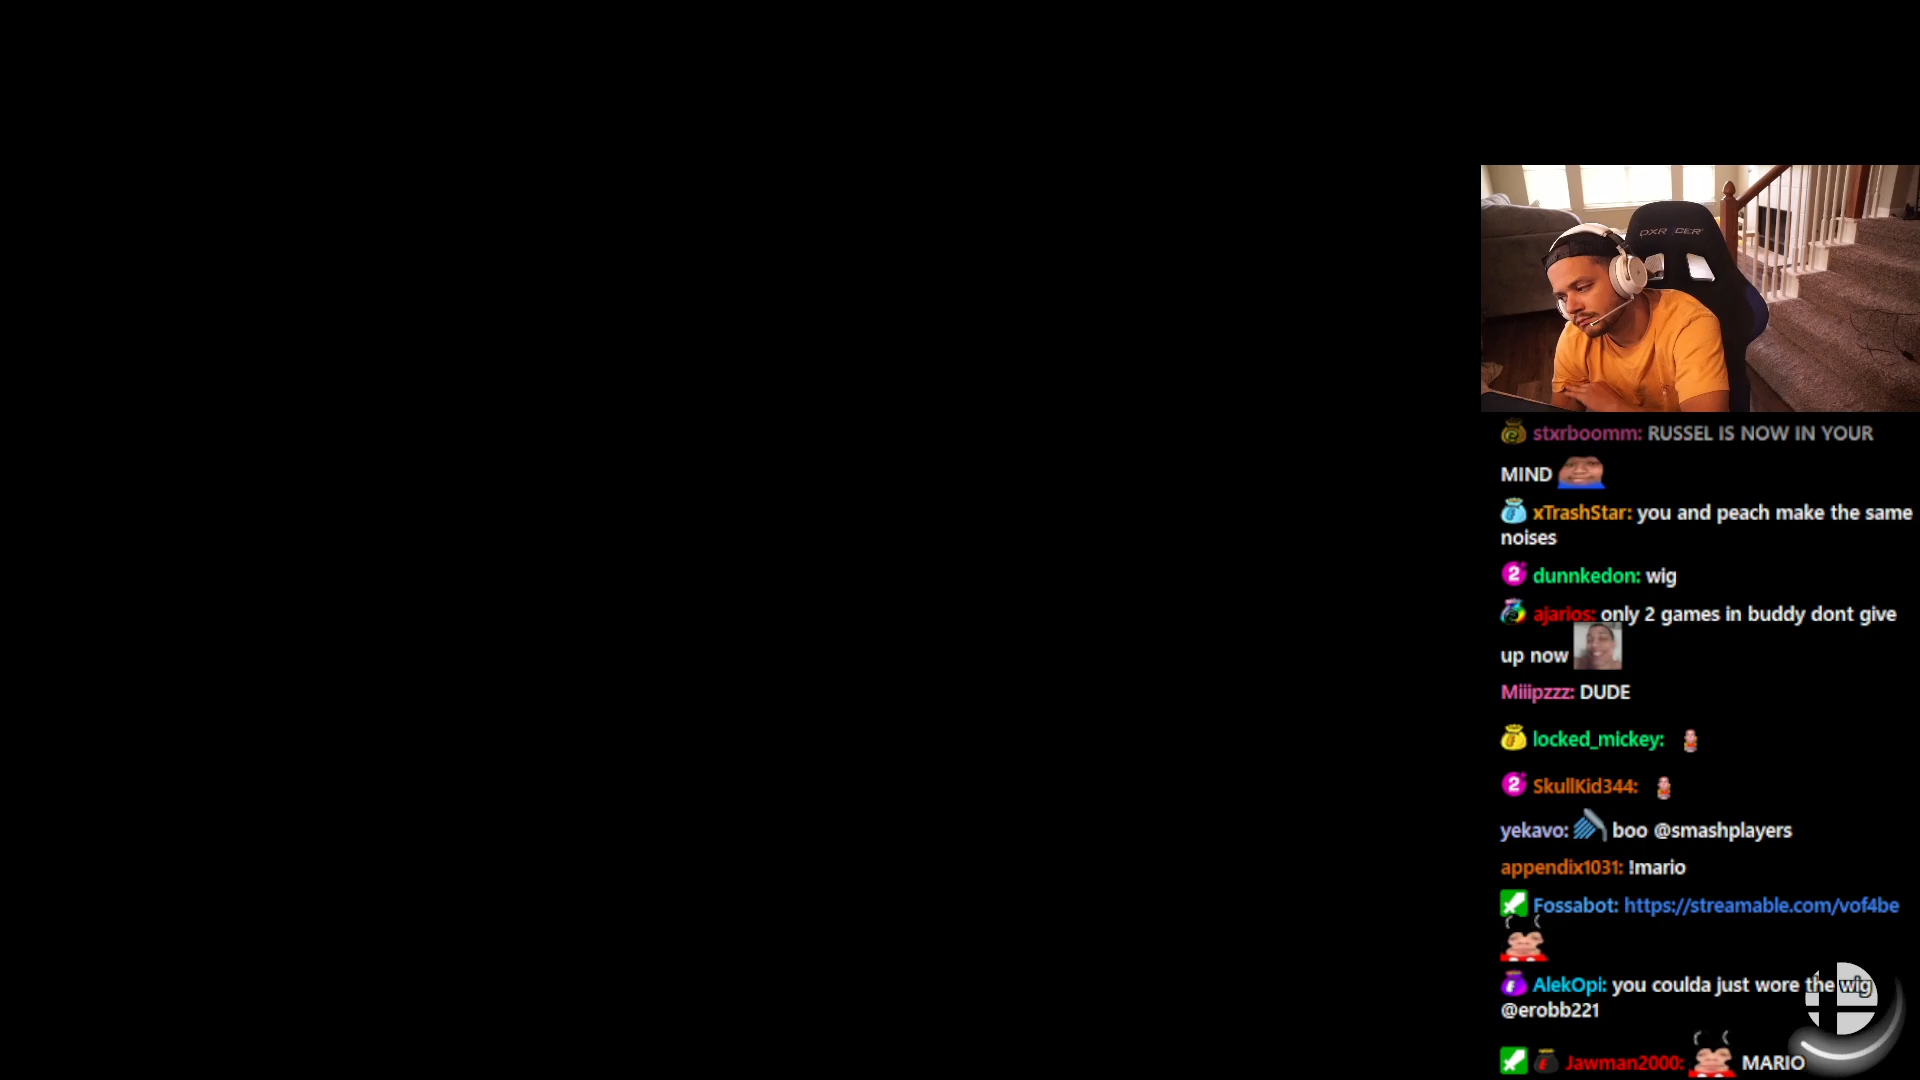 DXRACER
stxrboomm: RUSSEL IS NOW IN YOUR
MIND
xTrashStar: you and peach make the same
noises
dunnkedon: wig
ajarios: only 2 games in buddy dont give
up now
Miiipzzz: DUDE
locked_mickey:
SkullKid344:
yekavo: boo @smashplayers
appendix1031: !mario
Fossabot: https://streamable.com/vof4be
AlekOpi: you coulda just wore the wig
@erobb221
Jawman2000: MARIO